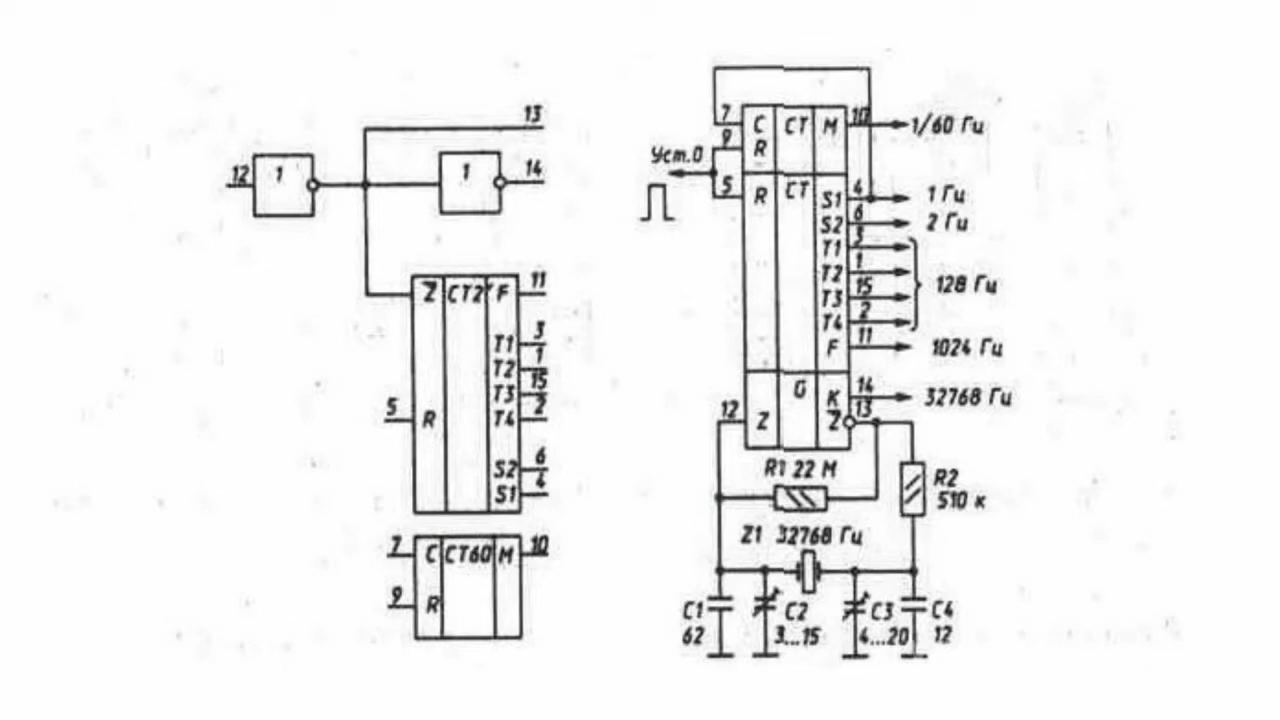 13
12 1 1 14
Z CT2 F 11
T1 3
T2 1
T3 15
5 R T4 2
S2 6
S1 4
7 C CT60 M 10
9 R
7 C CT M 10 1/60 Гц
9 R
Уст.0
5 R CT S1 4 1 Гц
S2 6 2 Гц
T1 3
T2 1 128 Гц
T3 15
T4 2
F 11 1024 Гц
G K 14 32768 Гц
12 Z Z 13
R1 22 М
R2
510 к
Z1 32768 Гц
C1 C2 C3 C4
62 3...15 4...20 12